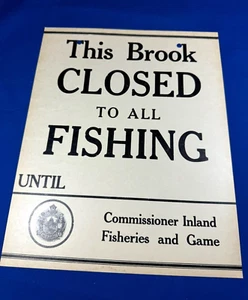 This Brook
CLOSED
TO ALL
FISHING
UNTIL
Commissioner Inland
Fisheries and Game